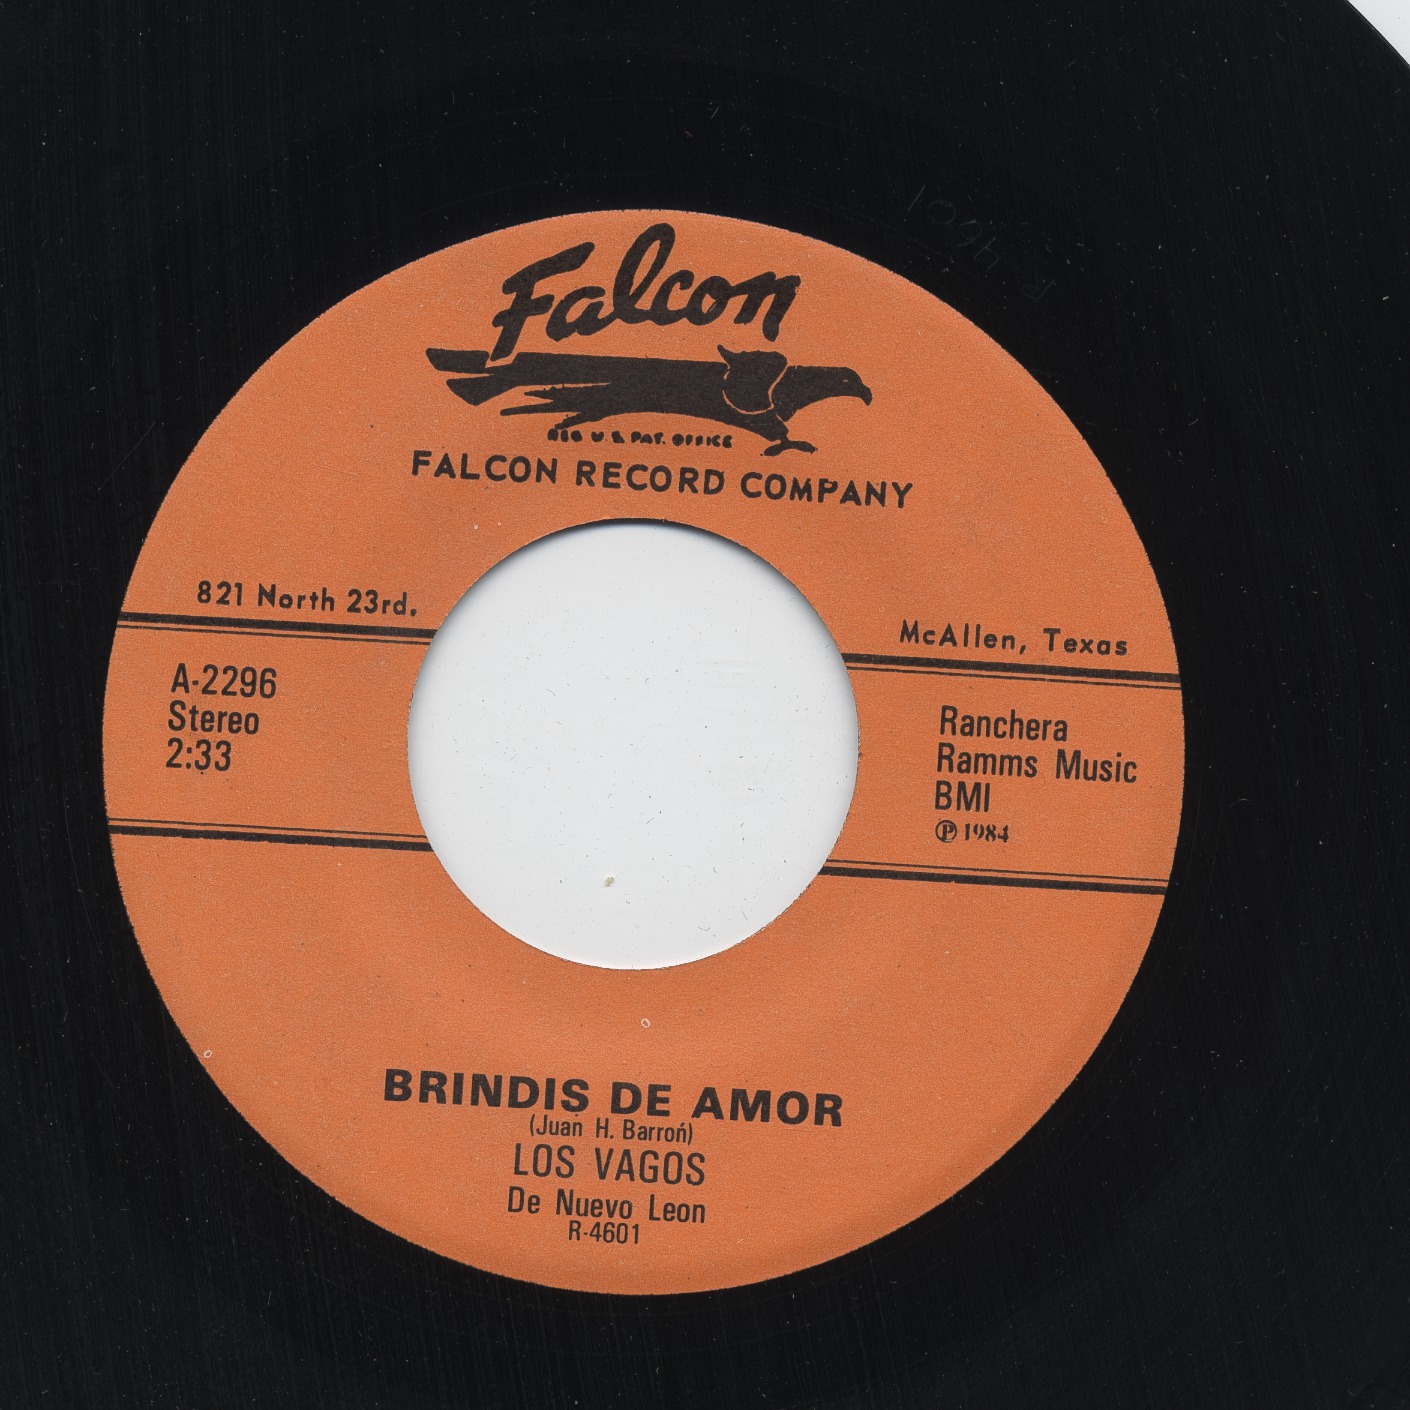 Falcon
REG U.S. PAT. OFFICE
FALCON RECORD COMPANY
821 North 23rd.
McAllen, Texas
A-2296
Stereo
2:33
Ranchera
Ramms Music
BMI
Ⓟ 1984
BRINDIS DE AMOR
(Juan H. Barroń)
LOS VAGOS
De Nuevo Leon
R-4601
R 4601